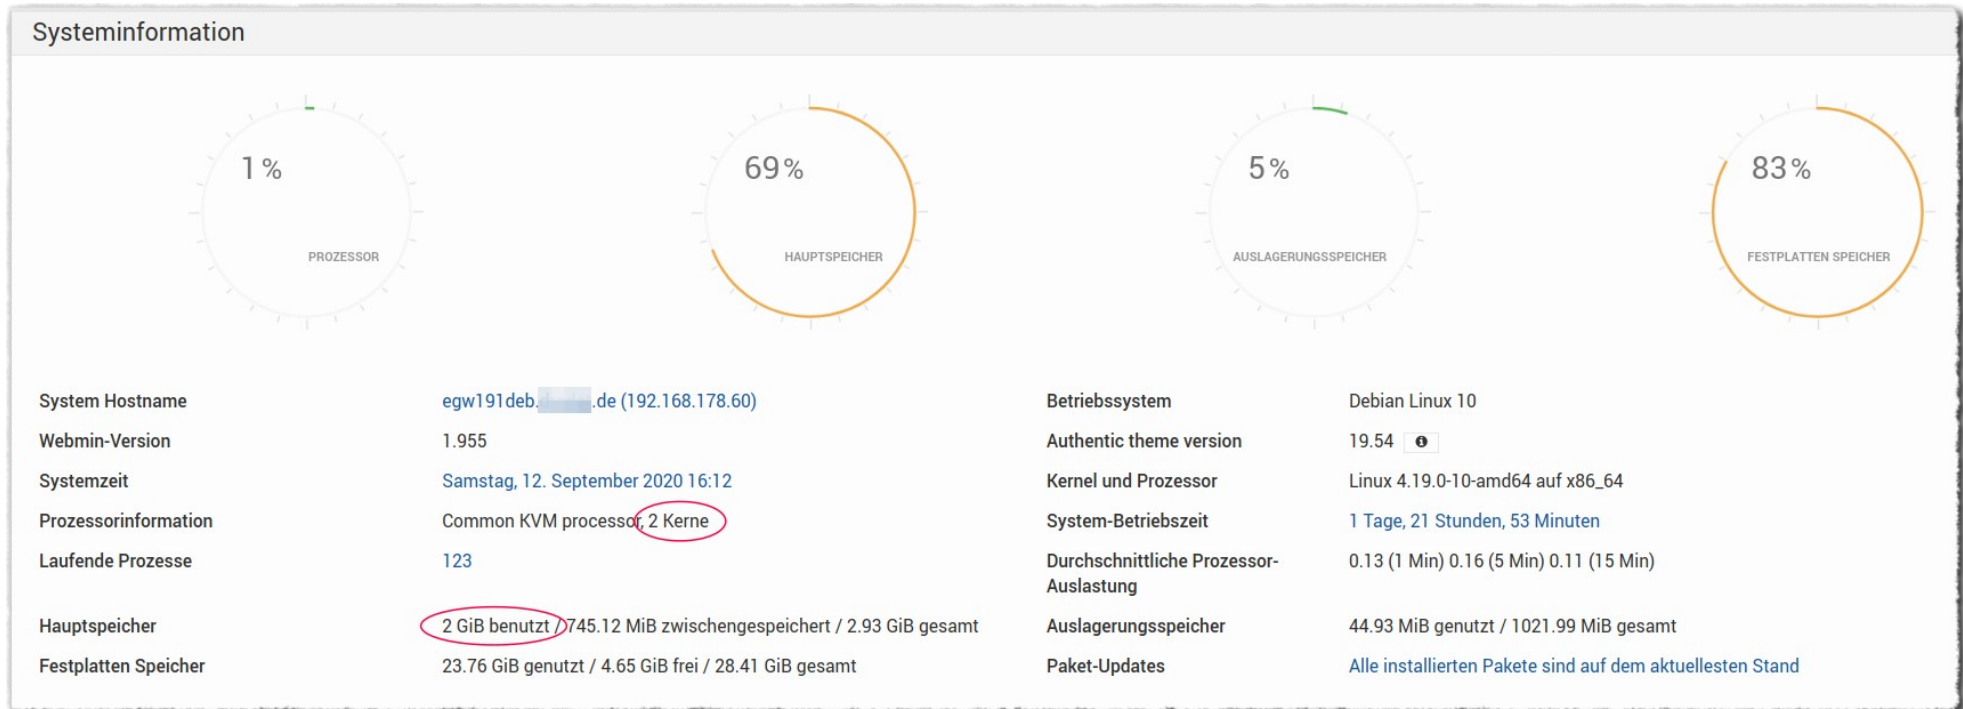 Systeminformation
1%
PROZESSOR
69%
HAUPTSPEICHER
5%
AUSLAGERUNGSSPEICHER
83%
FESTPLATTEN SPEICHER
System Hostname egw191deb. .de (192.168.178.60)
Betriebssystem Debian Linux 10
Webmin-Version 1.955
Authentic theme version 19.54
Systemzeit Samstag, 12. September 2020 16:12
Kernel und Prozessor Linux 4.19.0-10-amd64 auf x86_64
Prozessorinformation Common KVM processor, 2 Kerne
System-Betriebszeit 1 Tage, 21 Stunden, 53 Minuten
Laufende Prozesse 123
Durchschnittliche Prozessor- 0.13 (1 Min) 0.16 (5 Min) 0.11 (15 Min)
Auslastung
Hauptspeicher 2 GiB benutzt / 745.12 MiB zwischengespeichert / 2.93 GiB gesamt
Auslagerungsspeicher 44.93 MiB genutzt / 1021.99 MiB gesamt
Festplatten Speicher 23.76 GiB genutzt / 4.65 GiB frei / 28.41 GiB gesamt
Paket-Updates Alle installierten Pakete sind auf dem aktuellesten Stand